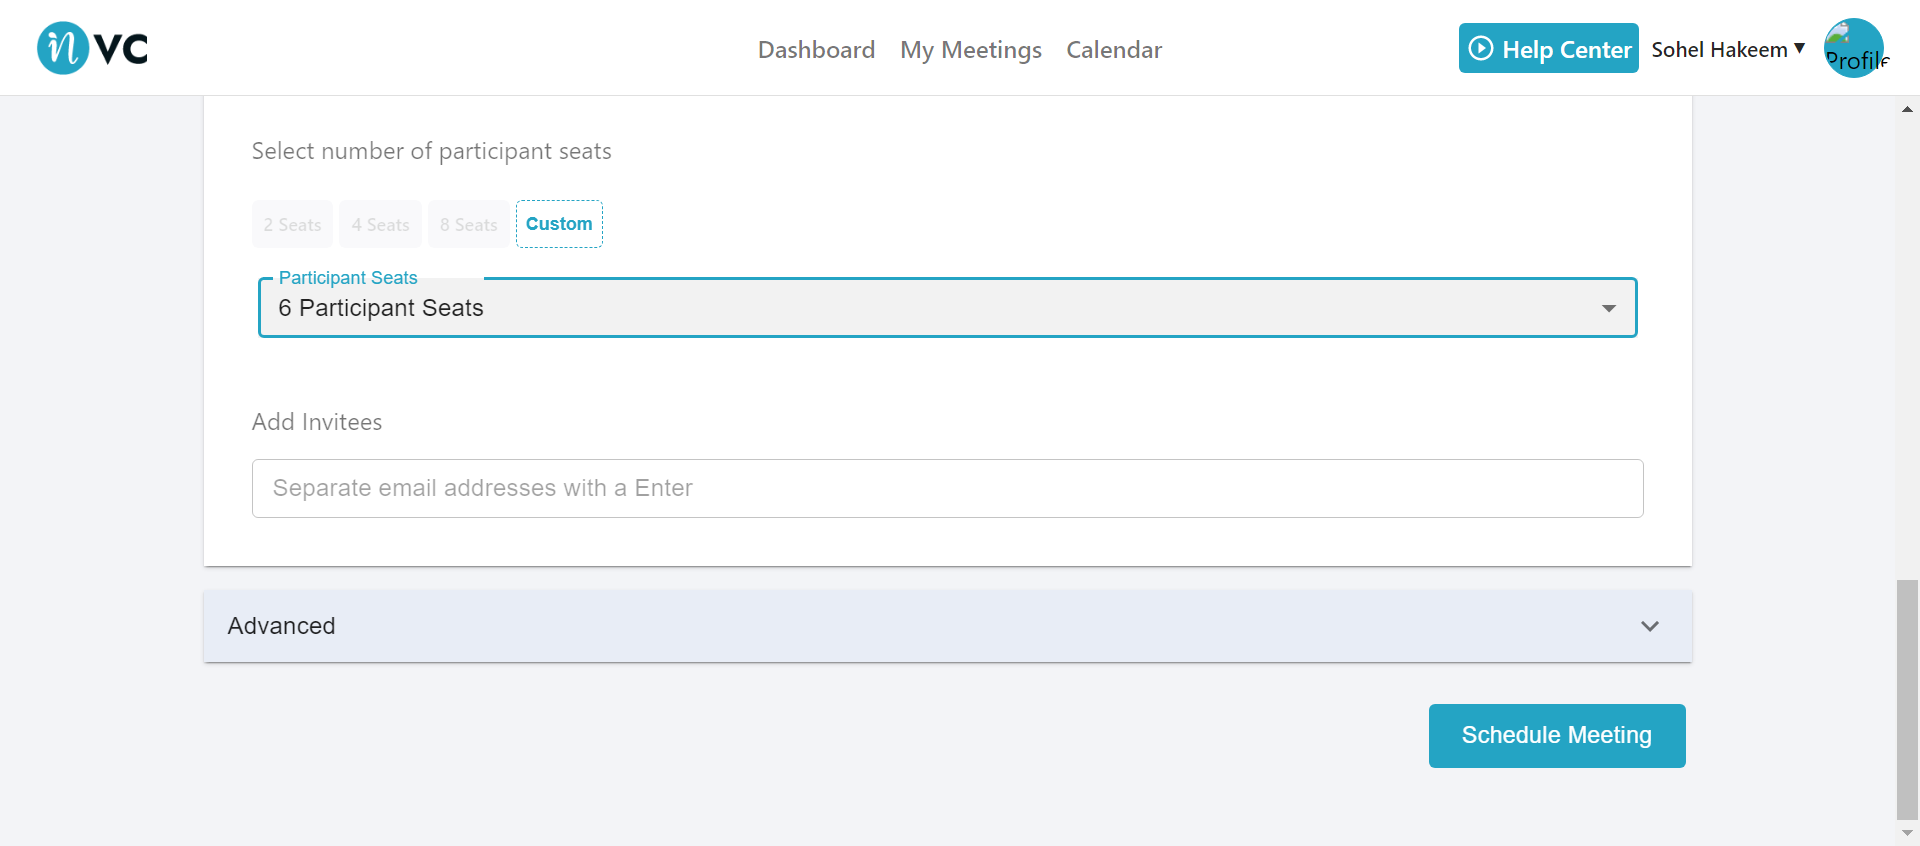 n VC
Dashboard My Meetings Calendar
Help Center Sohel Hakeem
Profile
Select number of participant seats
2 Seats 4 Seats 8 Seats Custom
Participant Seats
6 Participant Seats
Add Invitees
Separate email addresses with a Enter
Advanced
Schedule Meeting